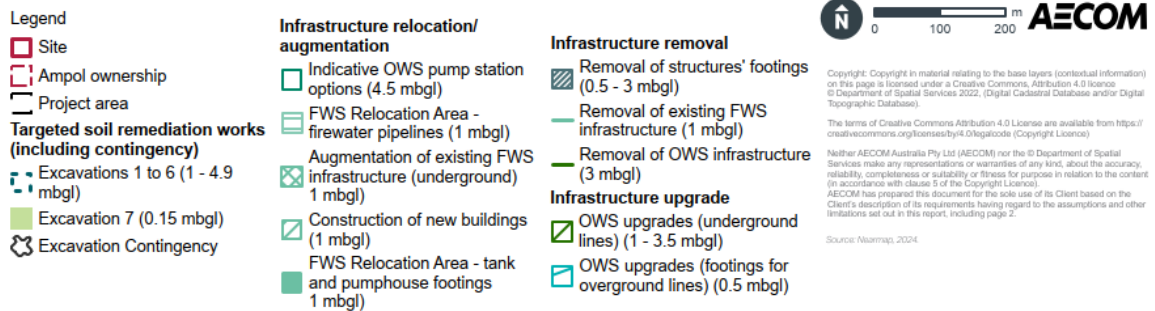 Legend
Site
Ampol ownership
Project area
Targeted soil remediation works
(including contingency)
Excavations 1 to 6 (1 - 4.9
mbgl)
Excavation 7 (0.15 mbgl)
Excavation Contingency
Infrastructure relocation/
augmentation
Indicative OWS pump station
options (4.5 mbgl)
FWS Relocation Area -
firewater pipelines (1 mbgl)
Augmentation of existing FWS
infrastructure (underground)
1 mbgl)
Construction of new buildings
(1 mbgl)
FWS Relocation Area - tank
and pumphouse footings
1 mbgl)
Infrastructure removal
Removal of structures' footings
(0.5 - 3 mbgl)
Removal of existing FWS
infrastructure (1 mbgl)
Removal of OWS infrastructure
(3 mbgl)
Infrastructure upgrade
OWS upgrades (underground
lines) (1 - 3.5 mbgl)
OWS upgrades (footings for
overground lines) (0.5 mbgl)
N
m
0 100 200
AECOM
Copyright: Copyright in material relating to the base layers (contextual information)
on this page is licensed under a Creative Commons, Attribution 4.0 licence
© Department of Spatial Services 2022, (Digital Cadastral Database and/or Digital
Topographic Database).
The terms of Creative Commons Attribution 4.0 License are available from https://
creativecommons.org/licenses/by/4.0/legalcode (Copyright Licence)
Neither AECOM Australia Pty Ltd (AECOM) nor the © Department of Spatial
Services make any representations or warranties of any kind, about the accuracy,
reliability, completeness or suitability or fitness for purpose in relation to the content
(in accordance with clause 5 of the Copyright Licence).
AECOM has prepared this document for the sole use of its Client based on the
Client's description of its requirements having regard to the assumptions and other
limitations set out in this report, including page 2.
Source: Nearmap, 2024.